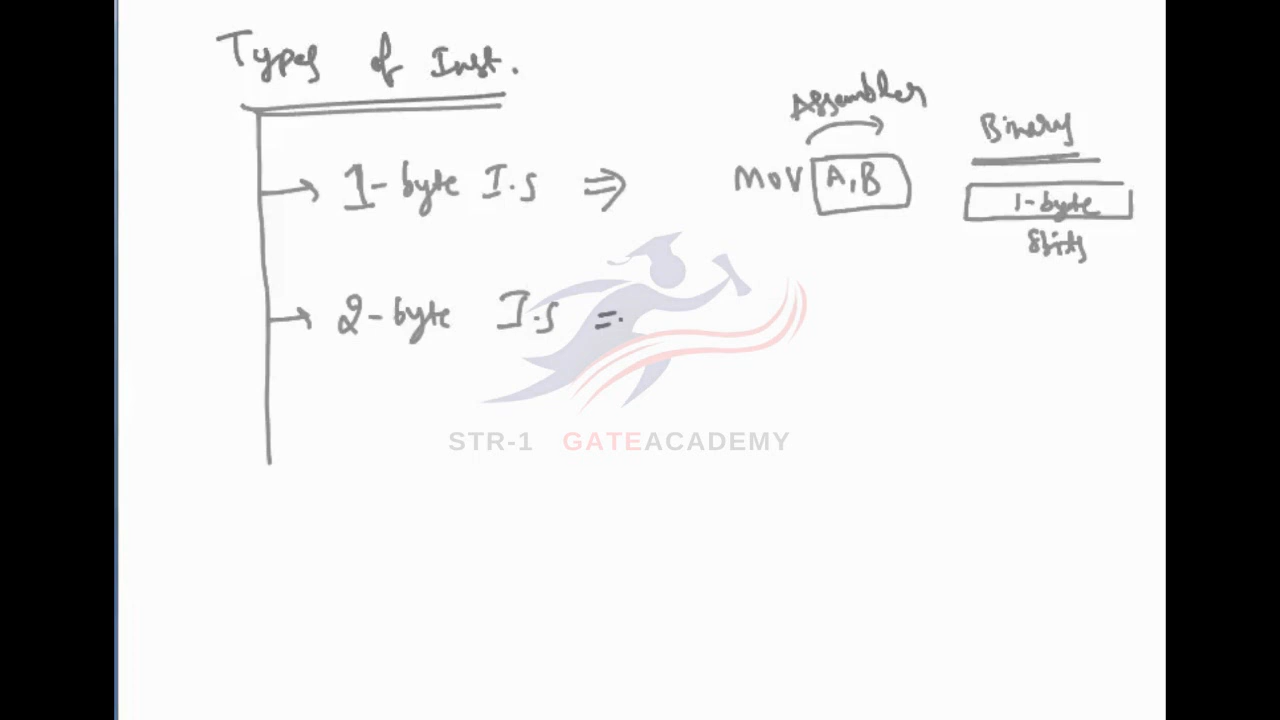 Types of Inst.
Assembler
Binary
1-byte I.s ⇒ MOV A,B
1-byte
8bits
2-byte I.s =.
STR-1 GATEACADEMY